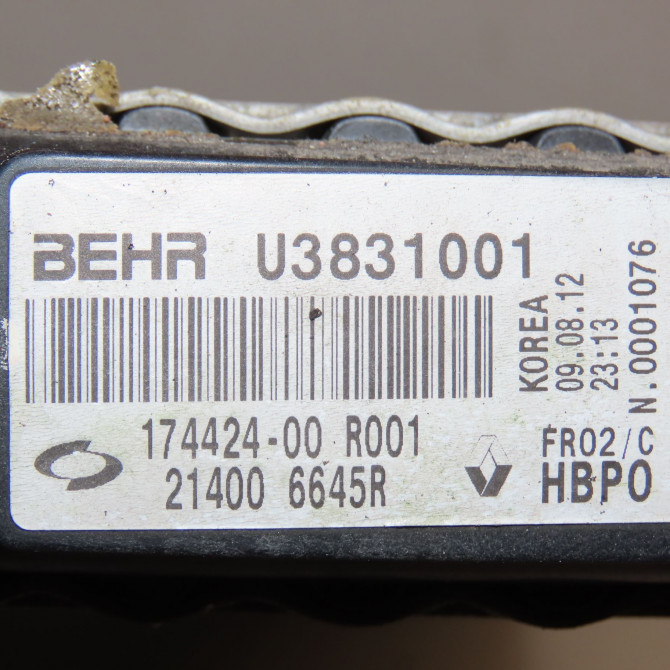 BEHR U3831001
174424-00 R001
21400 6645R
KOREA
09.08.12
23:13
N.0001076
FR02/C
HBPO